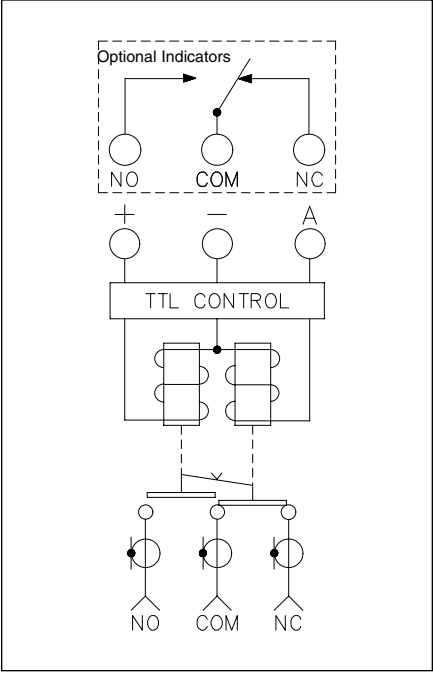 Optional Indicators
NO COM NC
+ − A
TTL CONTROL
NO COM NC